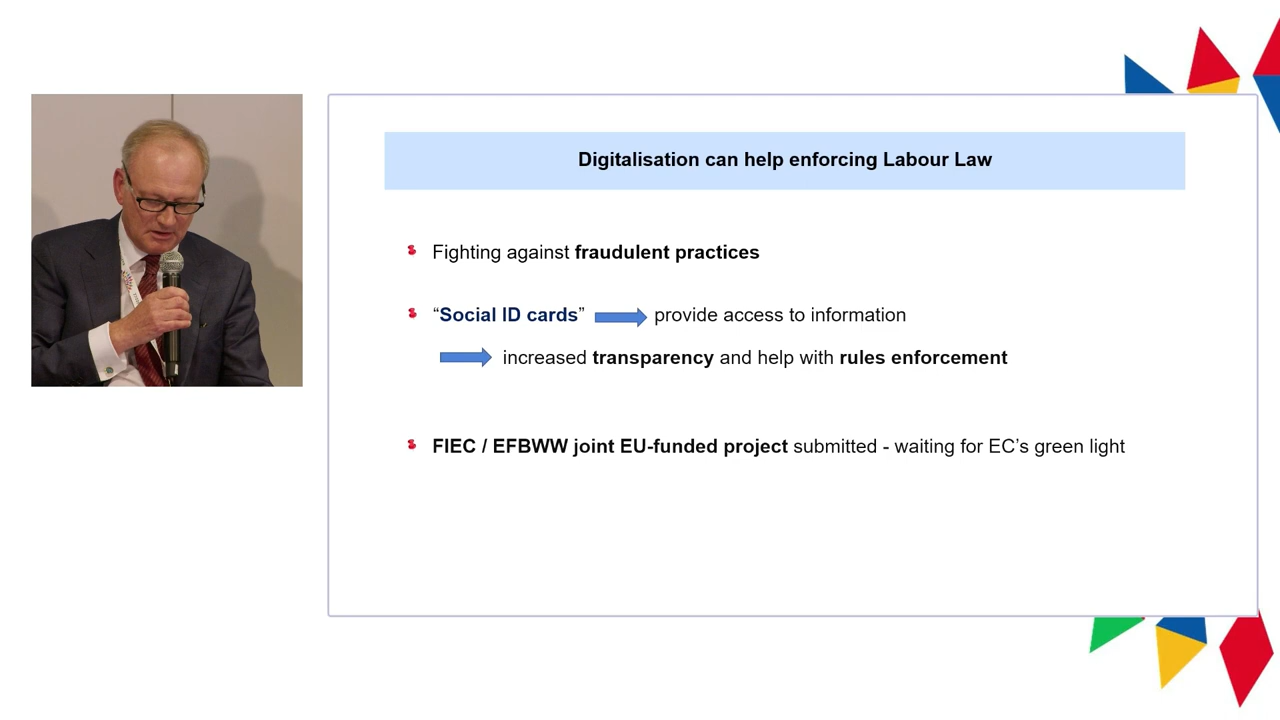 Digitalisation can help enforcing Labour Law
Fighting against fraudulent practices
“Social ID cards” provide access to information
increased transparency and help with rules enforcement
FIEC / EFBWW joint EU-funded project submitted - waiting for EC’s green light